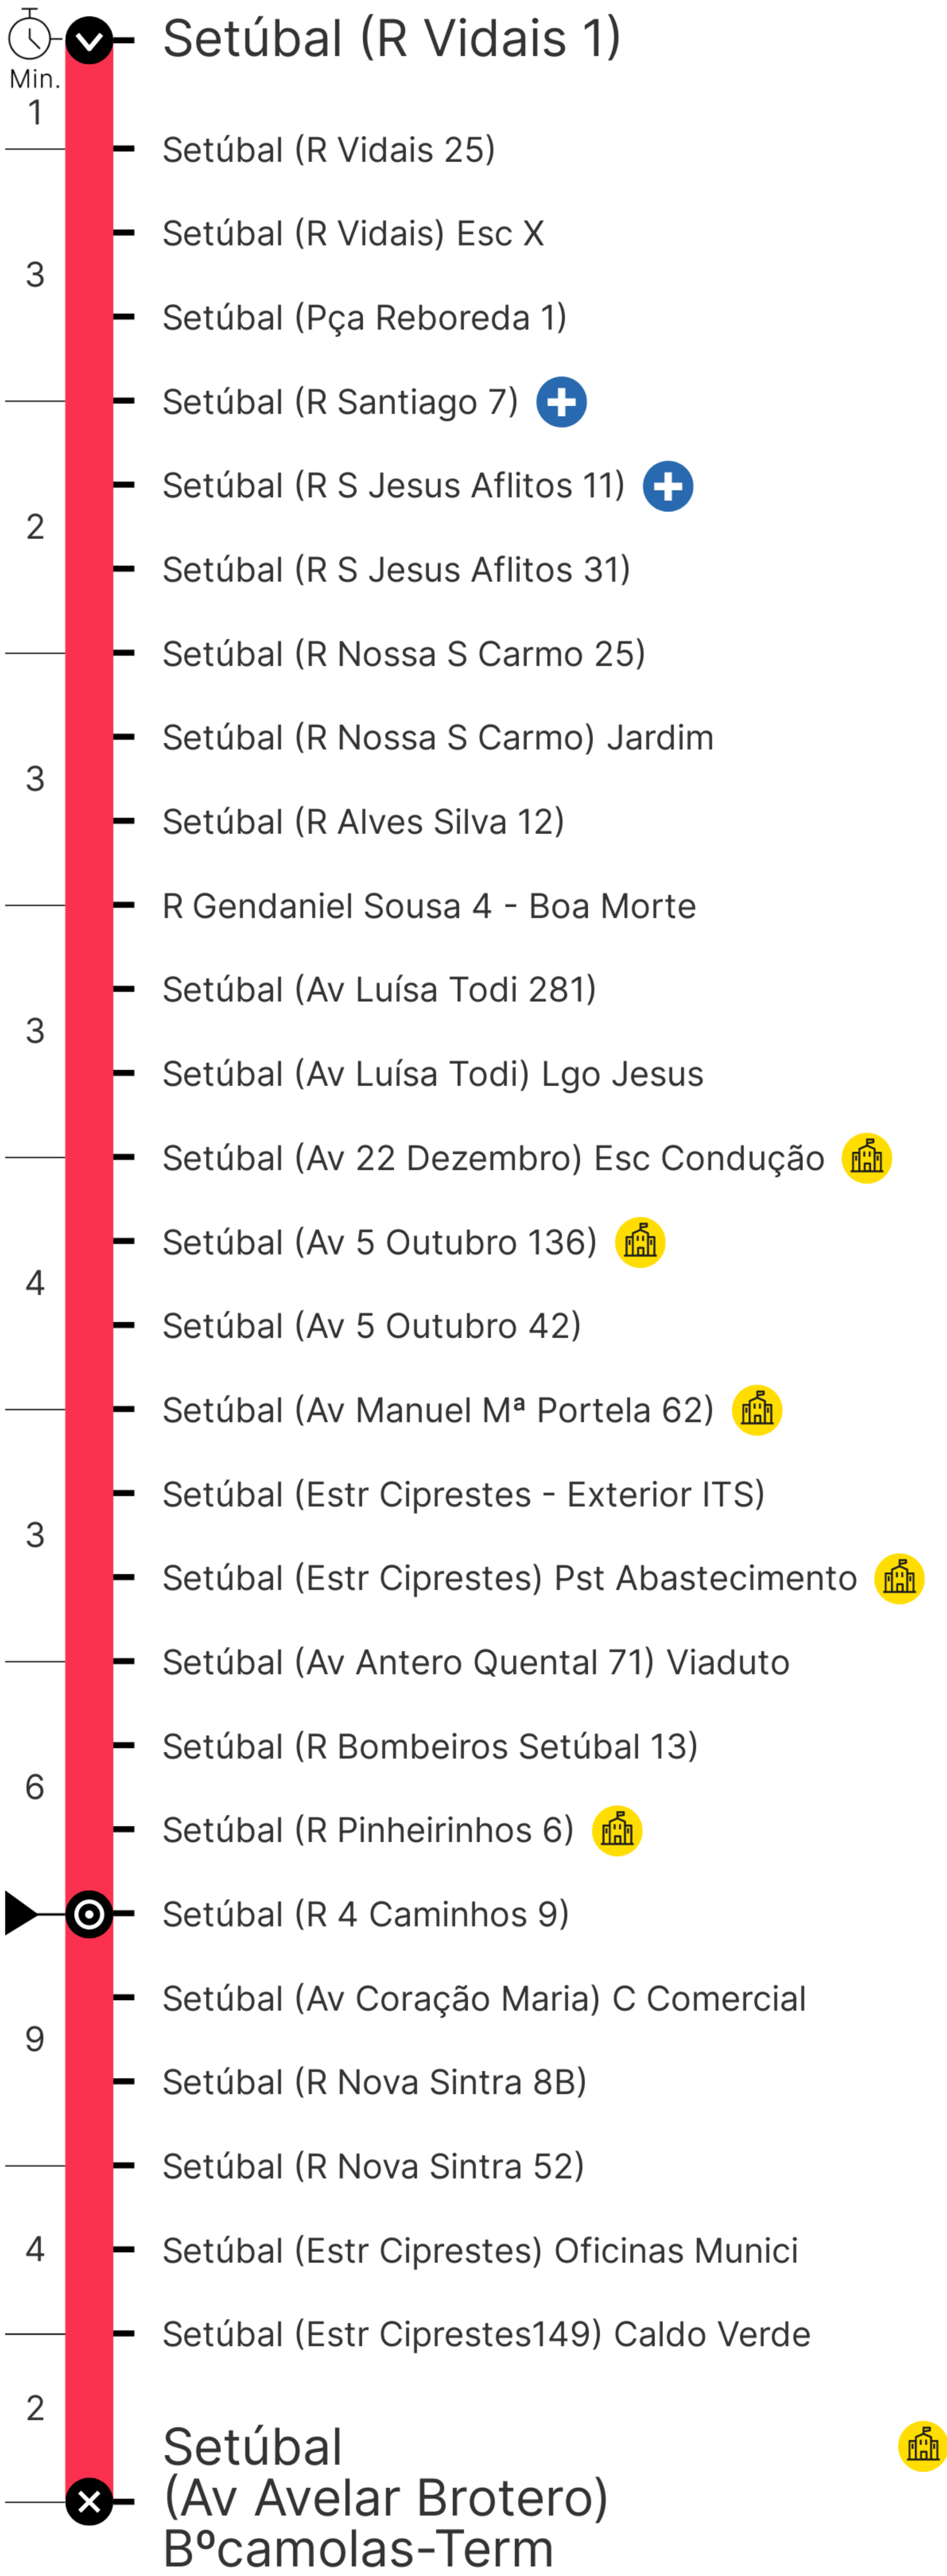 Setúbal (R Vidais 1)
Min.
1
Setúbal (R Vidais 25)
Setúbal (R Vidais) Esc X
3
Setúbal (Pça Reboreda 1)
Setúbal (R Santiago 7)
Setúbal (R S Jesus Aflitos 11)
2
Setúbal (R S Jesus Aflitos 31)
Setúbal (R Nossa S Carmo 25)
Setúbal (R Nossa S Carmo) Jardim
3
Setúbal (R Alves Silva 12)
R Gendaniel Sousa 4 - Boa Morte
Setúbal (Av Luísa Todi 281)
3
Setúbal (Av Luísa Todi) Lgo Jesus
Setúbal (Av 22 Dezembro) Esc Condução
Setúbal (Av 5 Outubro 136)
4
Setúbal (Av 5 Outubro 42)
Setúbal (Av Manuel Mª Portela 62)
Setúbal (Estr Ciprestes - Exterior ITS)
3
Setúbal (Estr Ciprestes) Pst Abastecimento
Setúbal (Av Antero Quental 71) Viaduto
Setúbal (R Bombeiros Setúbal 13)
6
Setúbal (R Pinheirinhos 6)
Setúbal (R 4 Caminhos 9)
Setúbal (Av Coração Maria) C Comercial
9
Setúbal (R Nova Sintra 8B)
Setúbal (R Nova Sintra 52)
4
Setúbal (Estr Ciprestes) Oficinas Munici
Setúbal (Estr Ciprestes149) Caldo Verde
2
Setúbal
(Av Avelar Brotero)
Bºcamolas-Term